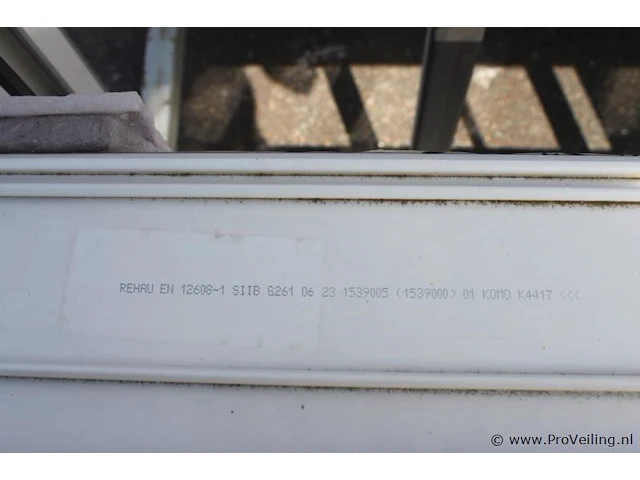 REHAU EN 12608-1 SIIB G261 06 23 1539005 (1539000) 01 KOMO K4417 <<<
© www.ProVeiling.nl